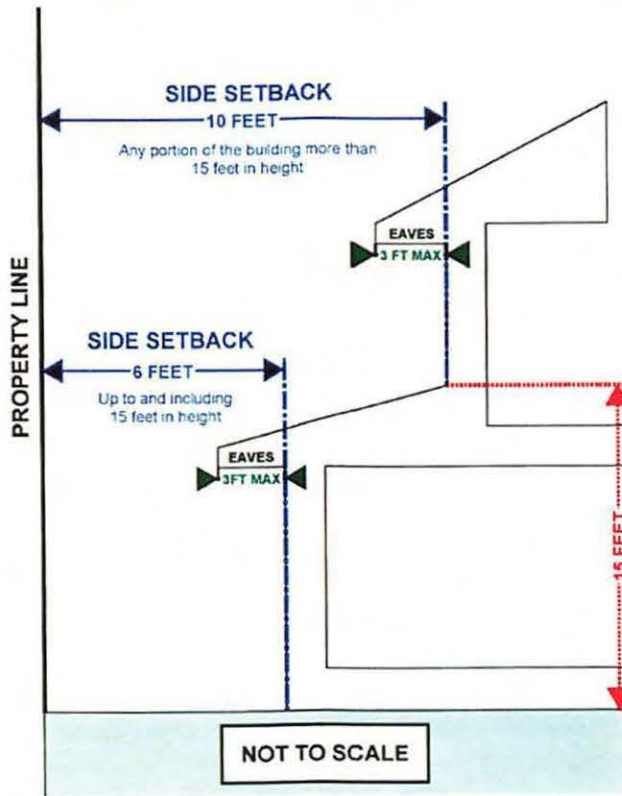 SIDE SETBACK
10 FEET
Any portion of the building more than
15 feet in height
EAVES
3 FT MAX
PROPERTY LINE
SIDE SETBACK
6 FEET
Up to and including
15 feet in height
EAVES
3FT MAX
15 FEET
NOT TO SCALE